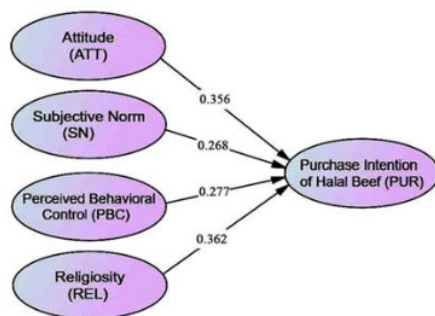 Attitude
(ATT)
0.356
Subjective Norm
(SN)
0.268
Purchase Intention
of Halal Beef (PUR)
Perceived Behavioral
Control (PBC)
0.277
0.362
Religiosity
(REL)